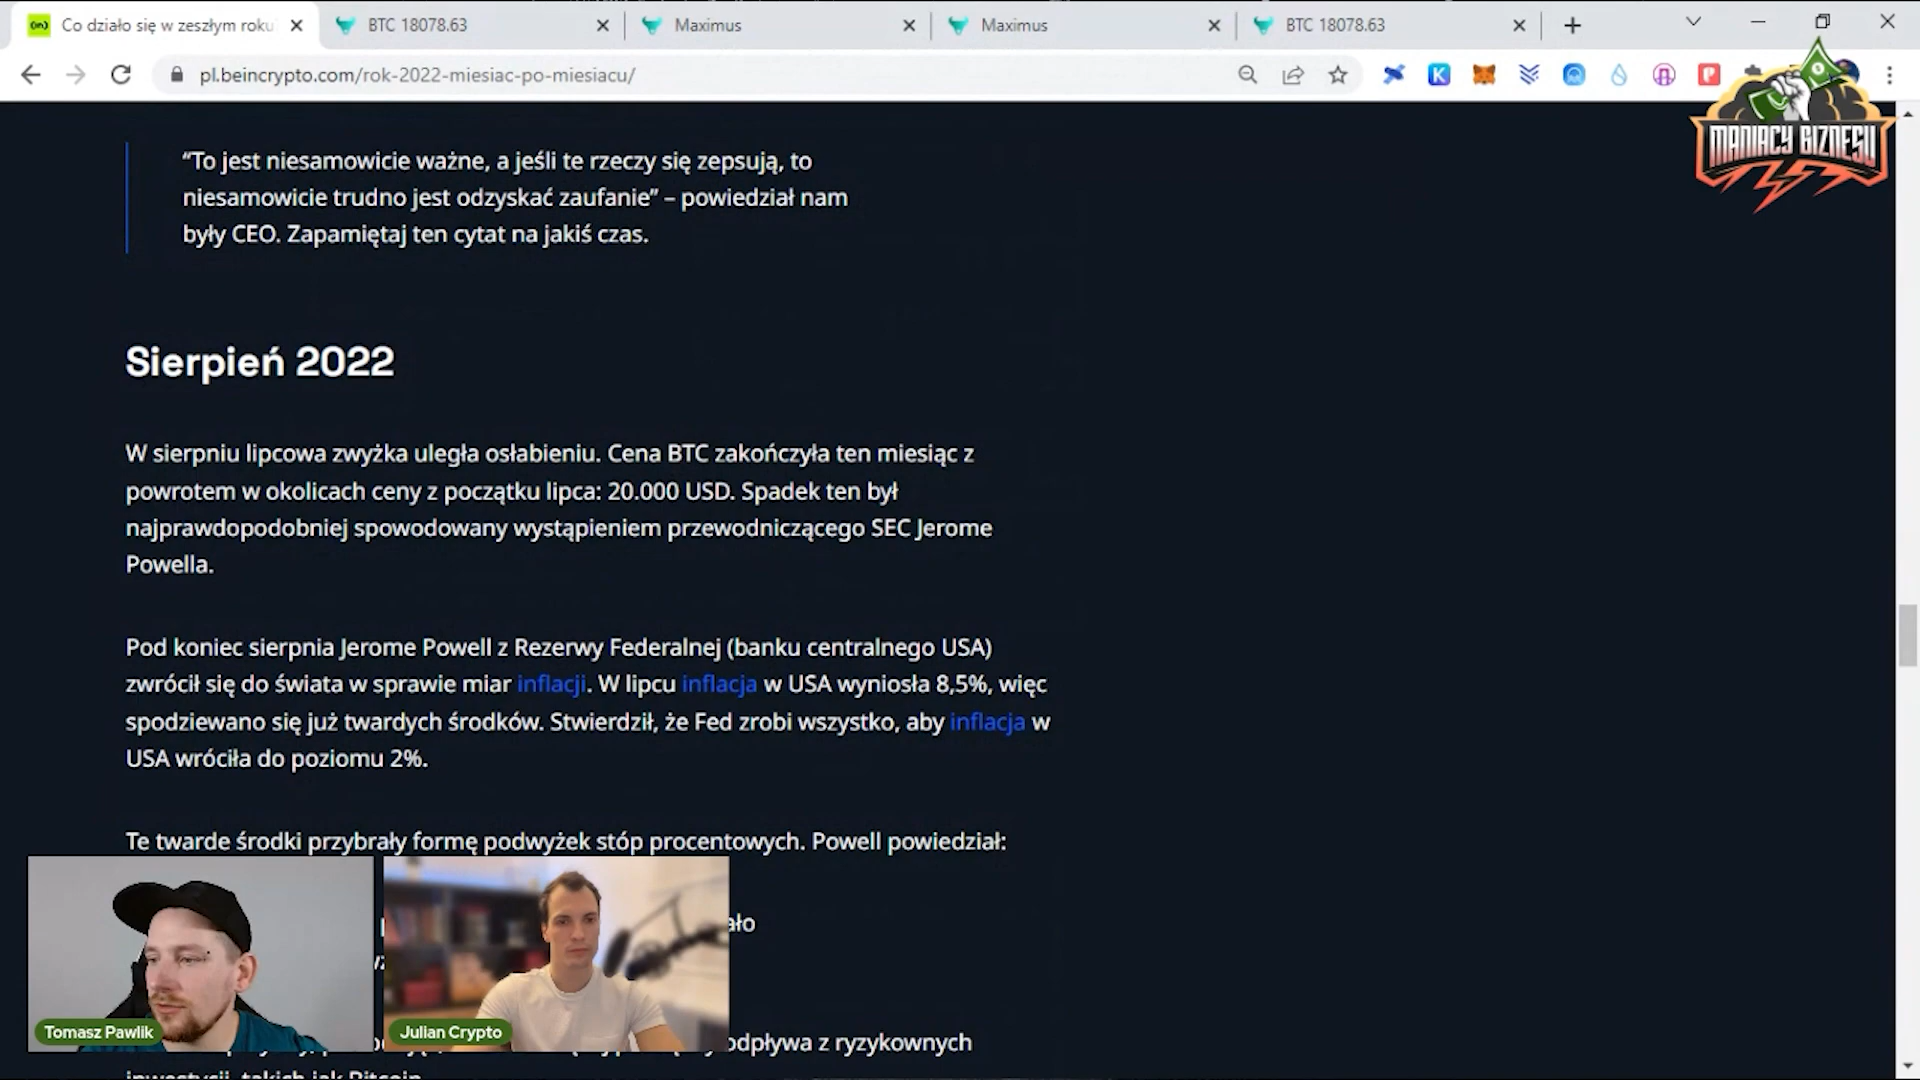 Co działo się w zeszłym roku
BTC 18078.63
Maximus
Maximus
BTC 18078.63
pl.beincrypto.com/rok-2022-miesiac-po-miesiacu/
MANIACY BIZNESU
“To jest niesamowicie ważne, a jeśli te rzeczy się zepsują, to
niesamowicie trudno jest odzyskać zaufanie” – powiedział nam
były CEO. Zapamiętaj ten cytat na jakiś czas.
Sierpień 2022
W sierpniu lipcowa zwyżka uległa osłabieniu. Cena BTC zakończyła ten miesiąc z
powrotem w okolicach ceny z początku lipca: 20.000 USD. Spadek ten był
najprawdopodobniej spowodowany wystąpieniem przewodniczącego SEC Jerome
Powella.
Pod koniec sierpnia Jerome Powell z Rezerwy Federalnej (banku centralnego USA)
zwrócił się do świata w sprawie miar inflacji. W lipcu inflacja w USA wyniosła 8,5%, więc
spodziewano się już twardych środków. Stwierdził, że Fed zrobi wszystko, aby inflacja w
USA wróciła do poziomu 2%.
Te twarde środki przybrały formę podwyżek stóp procentowych. Powell powiedział:
odpływa z ryzykownych
inwestycji, takich jak Bitcoin.
Tomasz Pawlik
Julian Crypto